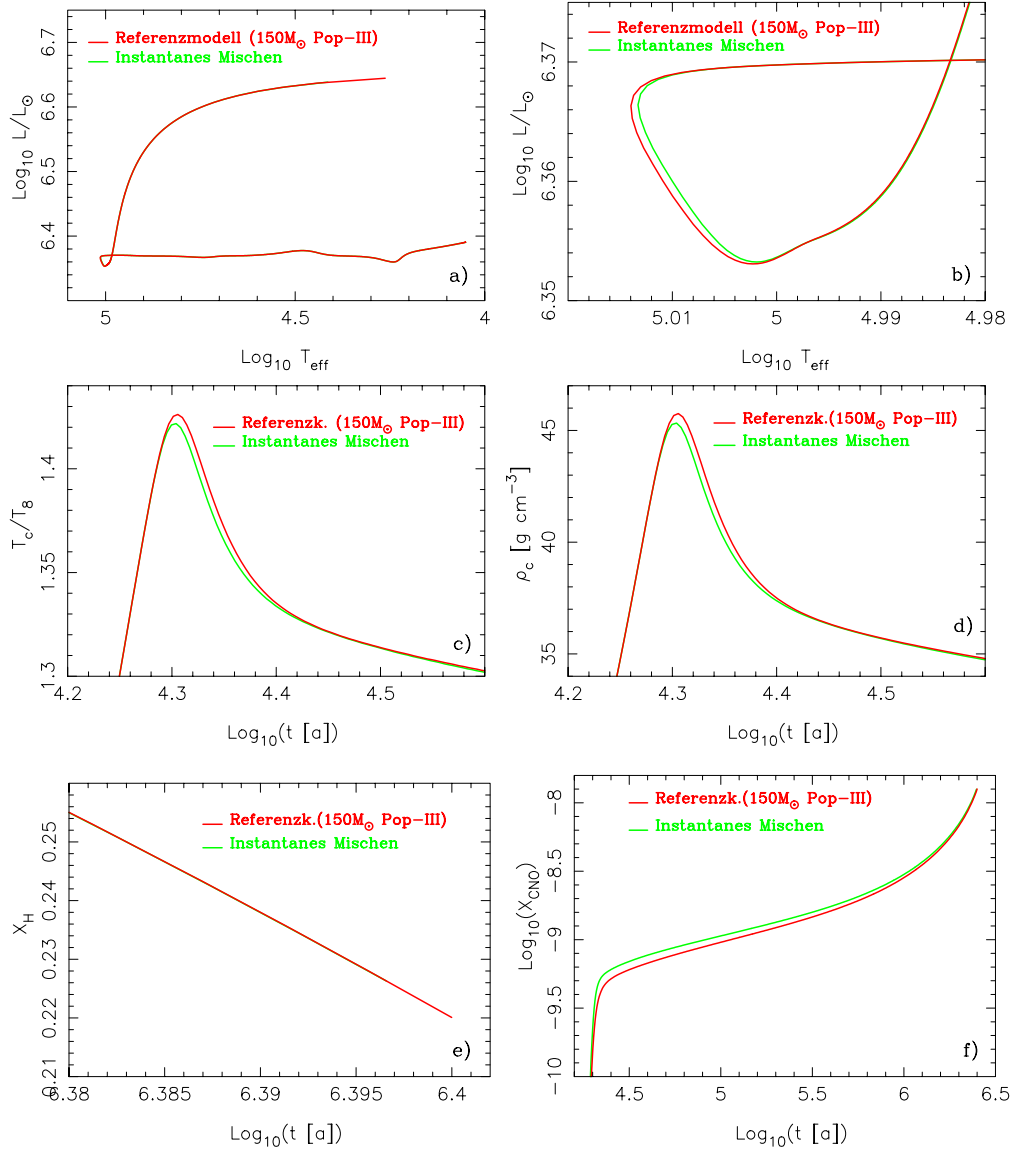 Referenzmodell (150M⊙ Pop−III)
Instantanes Mischen
Log10 L/L⊙
6.7
6.6
6.5
6.4
5
4.5
4
Log10 Teff
a)
Referenzmodell (150M⊙ Pop−III)
Instantanes Mischen
Log10 L/L⊙
6.37
6.36
6.35
5.01
5
4.99
4.98
Log10 Teff
b)
Referenzk. (150M⊙ Pop−III)
Instantanes Mischen
Tc/T8
1.4
1.35
1.3
4.2
4.3
4.4
4.5
Log10(t [a])
c)
Referenzk.(150M⊙ Pop−III)
Instantanes Mischen
ρc [g cm−3]
45
40
35
4.2
4.3
4.4
4.5
Log10(t [a])
d)
Referenzk.(150M⊙ Pop−III)
Instantanes Mischen
XH
0.25
0.24
0.23
0.22
0.21
6.38
6.385
6.39
6.395
6.4
Log10(t [a])
e)
Referenzk.(150M⊙ Pop−III)
Instantanes Mischen
Log10(XCNO)
−8
−8.5
−9
−9.5
−10
4.5
5
5.5
6
6.5
Log10(t [a])
f)